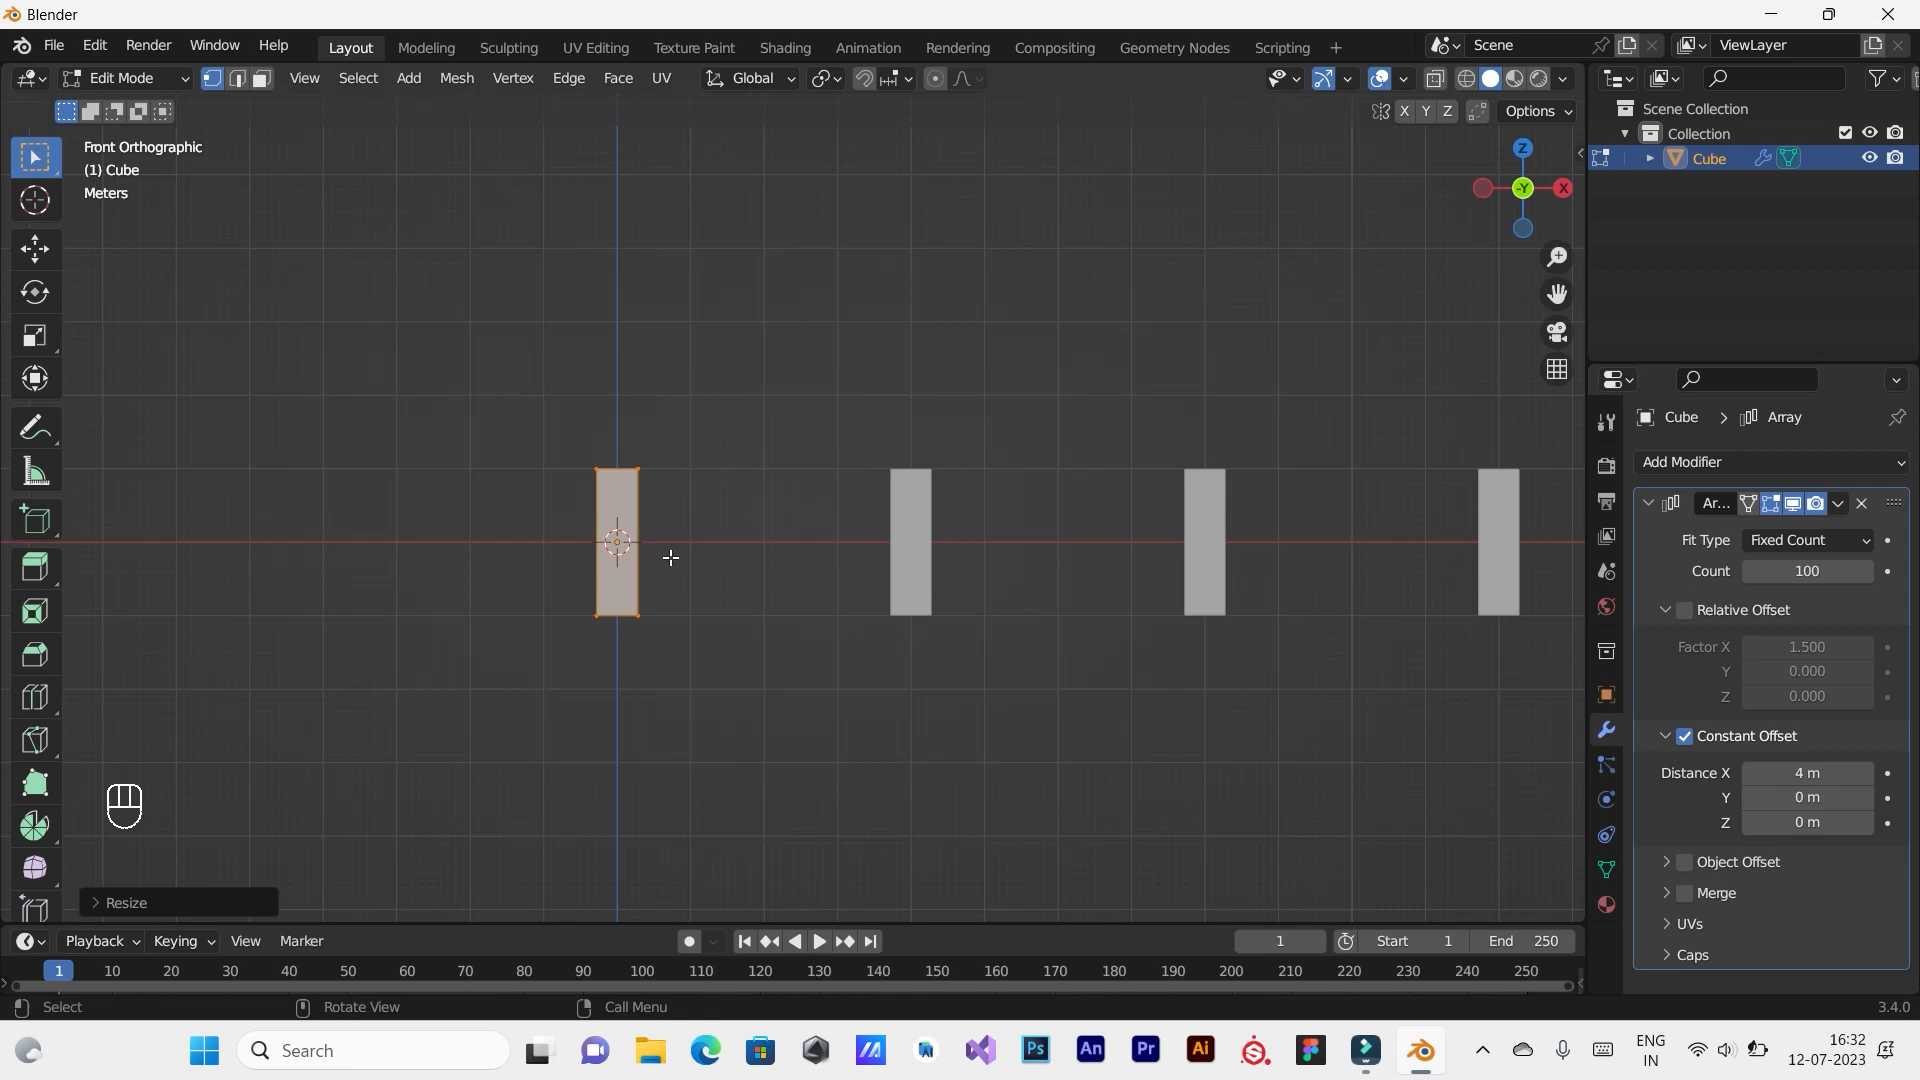 Blender
File Edit Render Window Help Layout Modeling Sculpting UV Editing Texture Paint Shading Animation Rendering Compositing Geometry Nodes Scripting + Scene ViewLayer
Edit Mode View Select Add Mesh Vertex Edge Face UV Global
X Y Z Options
Front Orthographic
(1) Cube
Meters
Z
-Y X
Scene Collection
Collection
Cube
Cube > Array
Add Modifier
Ar...
Fit Type Fixed Count
Count 100
Relative Offset
Factor X 1.500
Y 0.000
Z 0.000
Constant Offset
Distance X 4 m
Y 0 m
Z 0 m
Object Offset
Merge
UVs
Caps
> Resize
Playback Keying View Marker 1 Start 1 End 250
1 10 20 30 40 50 60 70 80 90 100 110 120 130 140 150 160 170 180 190 200 210 220 230 240 250
Select Rotate View Call Menu 3.4.0
Search Ps An Pr Ai ENG 16:32
IN 12-07-2023